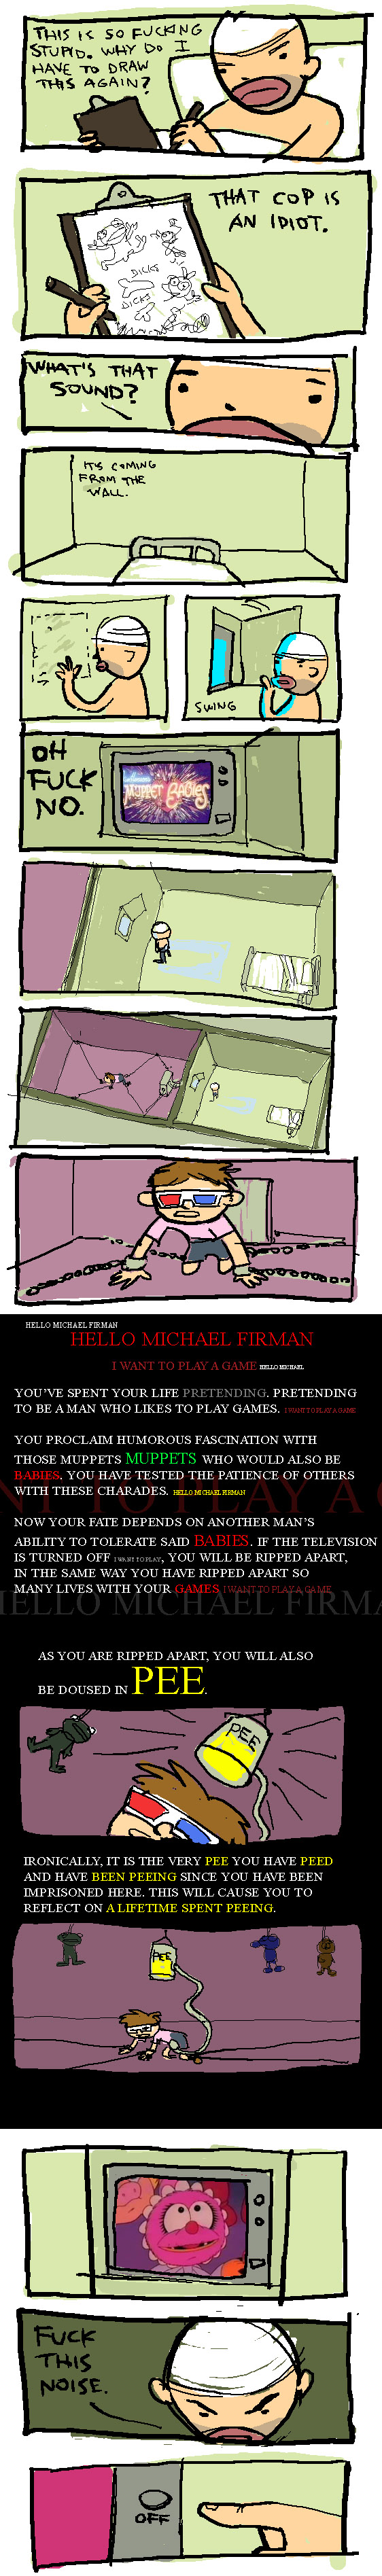 THIS IS SO FUCKING
STUPID. WHY DO I
HAVE TO DRAW
THIS AGAIN?
THAT COP IS
AN IDIOT.
DICKS
DICKS
WHAT'S THAT
SOUND?
IT'S COMING
FROM THE
WALL.
SWING
OH
FUCK
NO.
MUPPET BABIES
HELLO MICHAEL FIRMAN
HELLO MICHAEL FIRMAN
I WANT TO PLAY A GAME HELLO MICHAEL
YOU'VE SPENT YOUR LIFE PRETENDING. PRETENDING
TO BE A MAN WHO LIKES TO PLAY GAMES. I WANT TO PLAY A GAME
YOU PROCLAIM HUMOROUS FASCINATION WITH
THOSE MUPPETS MUPPETS WHO WOULD ALSO BE
BABIES. YOU HAVE TESTED THE PATIENCE OF OTHERS
WITH THESE CHARADES. HELLO MICHAEL FIRMAN
NT TO PLAY A
NOW YOUR FATE DEPENDS ON ANOTHER MAN'S
ABILITY TO TOLERATE SAID BABIES. IF THE TELEVISION
IS TURNED OFF I WANT TO PLAY, YOU WILL BE RIPPED APART,
IN THE SAME WAY YOU HAVE RIPPED APART SO
MANY LIVES WITH YOUR GAMES I WANT TO PLAY A GAME
HELLO MICHAEL FIRMA
AS YOU ARE RIPPED APART, YOU WILL ALSO
BE DOUSED IN PEE.
PEE
IRONICALLY, IT IS THE VERY PEE YOU HAVE PEED
AND HAVE BEEN PEEING SINCE YOU HAVE BEEN
IMPRISONED HERE. THIS WILL CAUSE YOU TO
REFLECT ON A LIFETIME SPENT PEEING.
PEE
FUCK
THIS
NOISE.
OFF